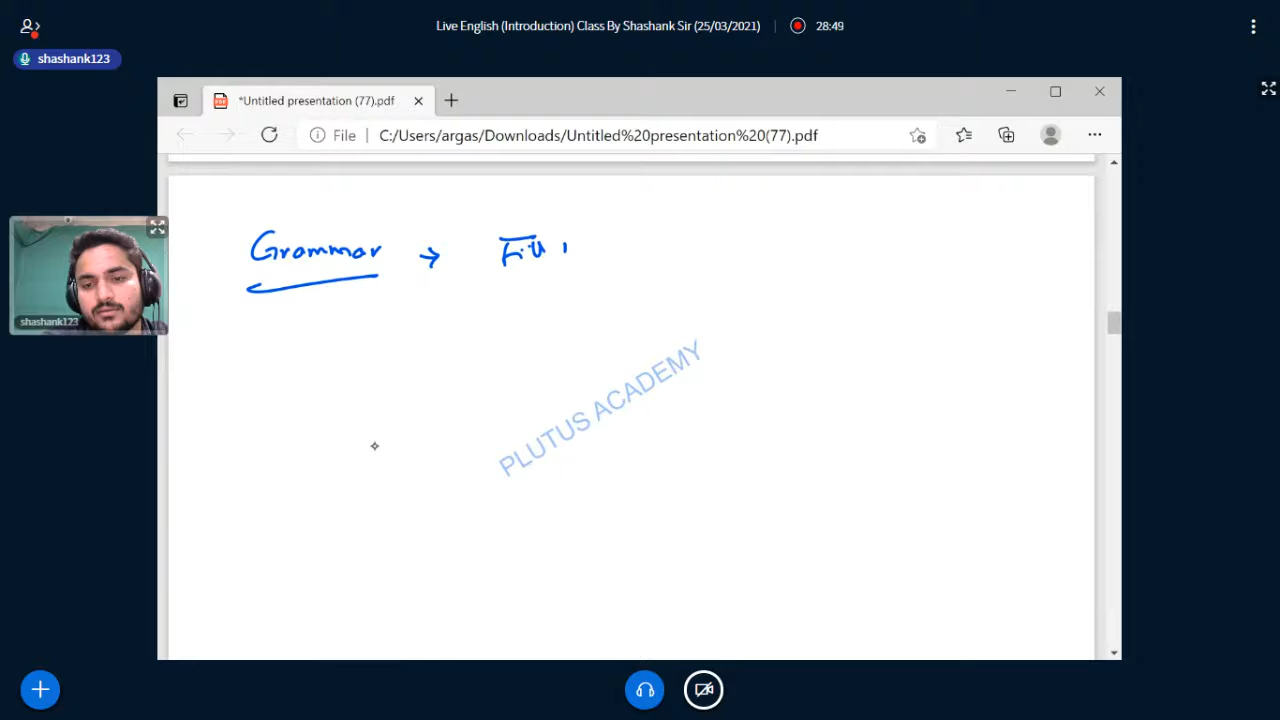 Live English (Introduction) Class By Shashank Sir (25/03/2021)
28:49
shashank123
*Untitled presentation (77).pdf
File
C:/Users/argas/Downloads/Untitled%20presentation%20(77).pdf
Grammar → Fill
shashank123
PLUTUS ACADEMY